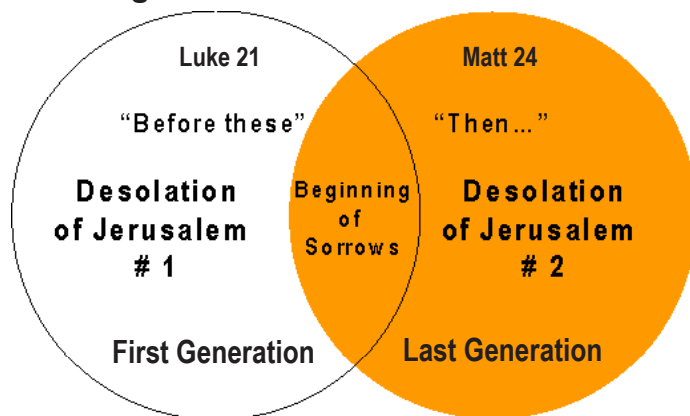 Luke 21
"Before these"
Desolation
of Jerusalem
# 1
First Generation
Beginning
of
Sorrows
Matt 24
"Then..."
Desolation
of Jerusalem
# 2
Last Generation